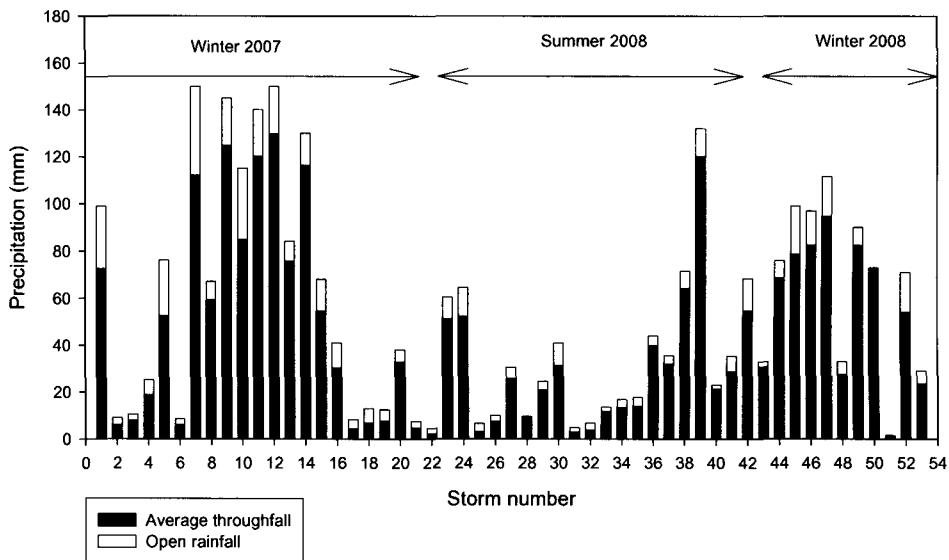 180
160
140
120
100
80
60
40
20
0
Precipitation (mm)
Winter 2007
Summer 2008
Winter 2008
0 2 4 6 8 10 12 14 16 18 20 22 24 26 28 30 32 34 36 38 40 42 44 46 48 50 52 54
Storm number
Average throughfall
Open rainfall